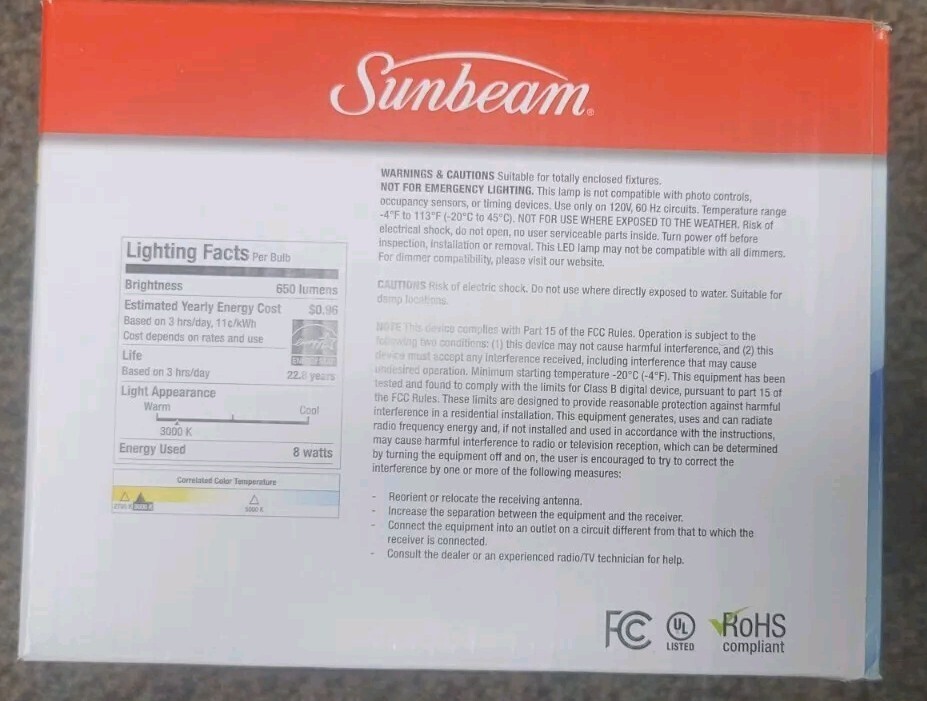 Sunbeam®
WARNINGS & CAUTIONS Suitable for totally enclosed fixtures.
NOT FOR EMERGENCY LIGHTING. This lamp is not compatible with photo controls,
occupancy sensors, or timing devices. Use only on 120V, 60 Hz circuits. Temperature range
-4°F to 113°F (-20°C to 45°C). NOT FOR USE WHERE EXPOSED TO THE WEATHER. Risk of
electrical shock, do not open, no user serviceable parts inside. Turn power off before
inspection, installation or removal. This LED lamp may not be compatible with all dimmers.
For dimmer compatibility, please visit our website.
CAUTIONS Risk of electric shock. Do not use where directly exposed to water. Suitable for
damp locations.
NOTE This device complies with Part 15 of the FCC Rules. Operation is subject to the
following two conditions: (1) this device may not cause harmful interference, and (2) this
device must accept any interference received, including interference that may cause
undesired operation. Minimum starting temperature -20°C (-4°F). This equipment has been
tested and found to comply with the limits for Class B digital device, pursuant to part 15 of
the FCC Rules. These limits are designed to provide reasonable protection against harmful
interference in a residential installation. This equipment generates, uses and can radiate
radio frequency energy and, if not installed and used in accordance with the instructions,
may cause harmful interference to radio or television reception, which can be determined
by turning the equipment off and on, the user is encouraged to try to correct the
interference by one or more of the following measures:
- Reorient or relocate the receiving antenna.
- Increase the separation between the equipment and the receiver.
- Connect the equipment into an outlet on a circuit different from that to which the
receiver is connected.
- Consult the dealer or an experienced radio/TV technician for help.
Lighting Facts Per Bulb
Brightness 650 lumens
Estimated Yearly Energy Cost $0.96
Based on 3 hrs/day, 11¢/kWh
Cost depends on rates and use
ENERGY STAR
Life
Based on 3 hrs/day 22.8 years
Light Appearance
Warm Cool
3000 K
Energy Used 8 watts
Correlated Color Temperature
2700 K 3000 K 5000 K
FC
UL
LISTED
RoHS
compliant